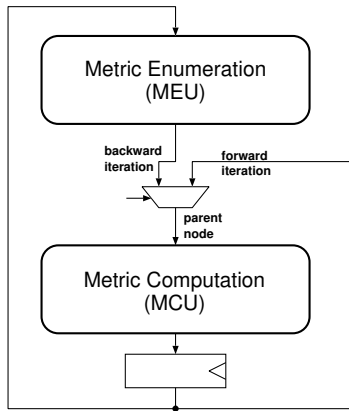 Metric Enumeration
(MEU)
backward
iteration
forward
iteration
parent
node
Metric Computation
(MCU)